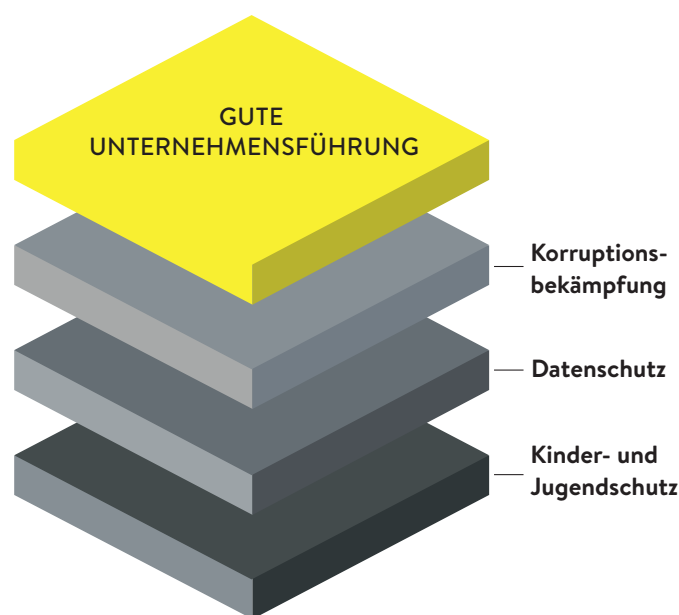 GUTE
UNTERNEHMENSFÜHRUNG
Korruptions-
bekämpfung
Datenschutz
Kinder- und
Jugendschutz